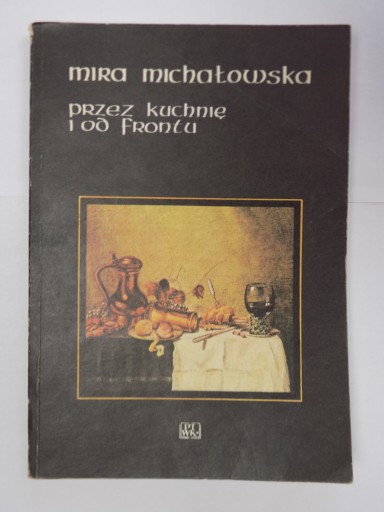 mira michałowska
przez kuchnię
i od frontu